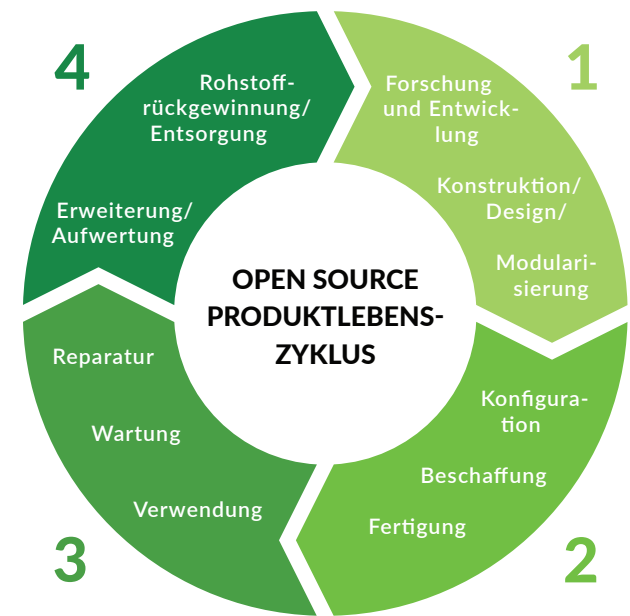 OPEN SOURCE
PRODUKTLEBENS-
ZYKLUS
1
Forschung
und Entwick-
lung
Konstruktion/
Design/
Modulari-
sierung
2
Konfigura-
tion
Beschaffung
Fertigung
3
Verwendung
Wartung
Reparatur
4
Erweiterung/
Aufwertung
Rohstoff-
rückgewinnung/
Entsorgung